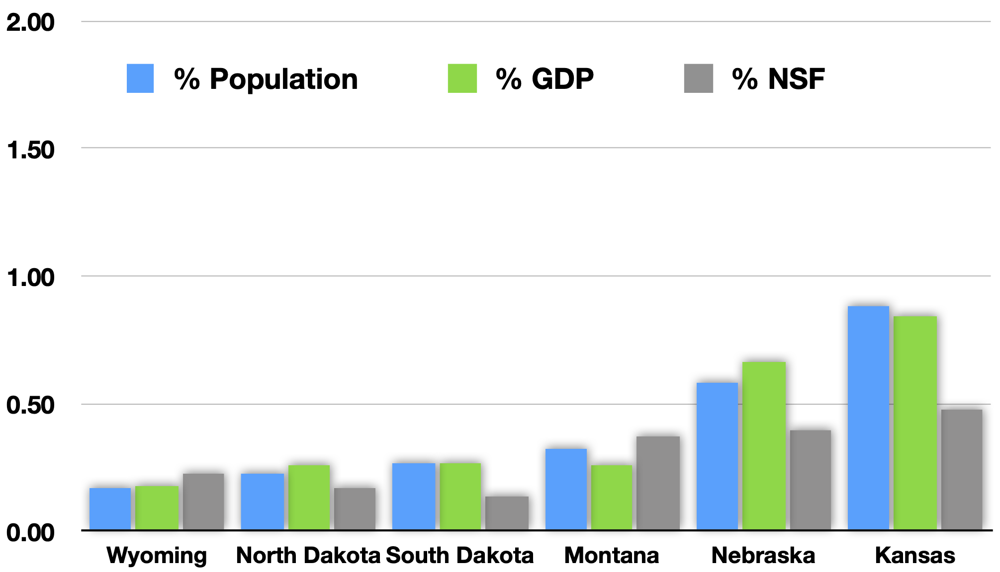 2.00
% Population % GDP % NSF
1.50
1.00
0.50
0.00
Wyoming North Dakota South Dakota Montana Nebraska Kansas